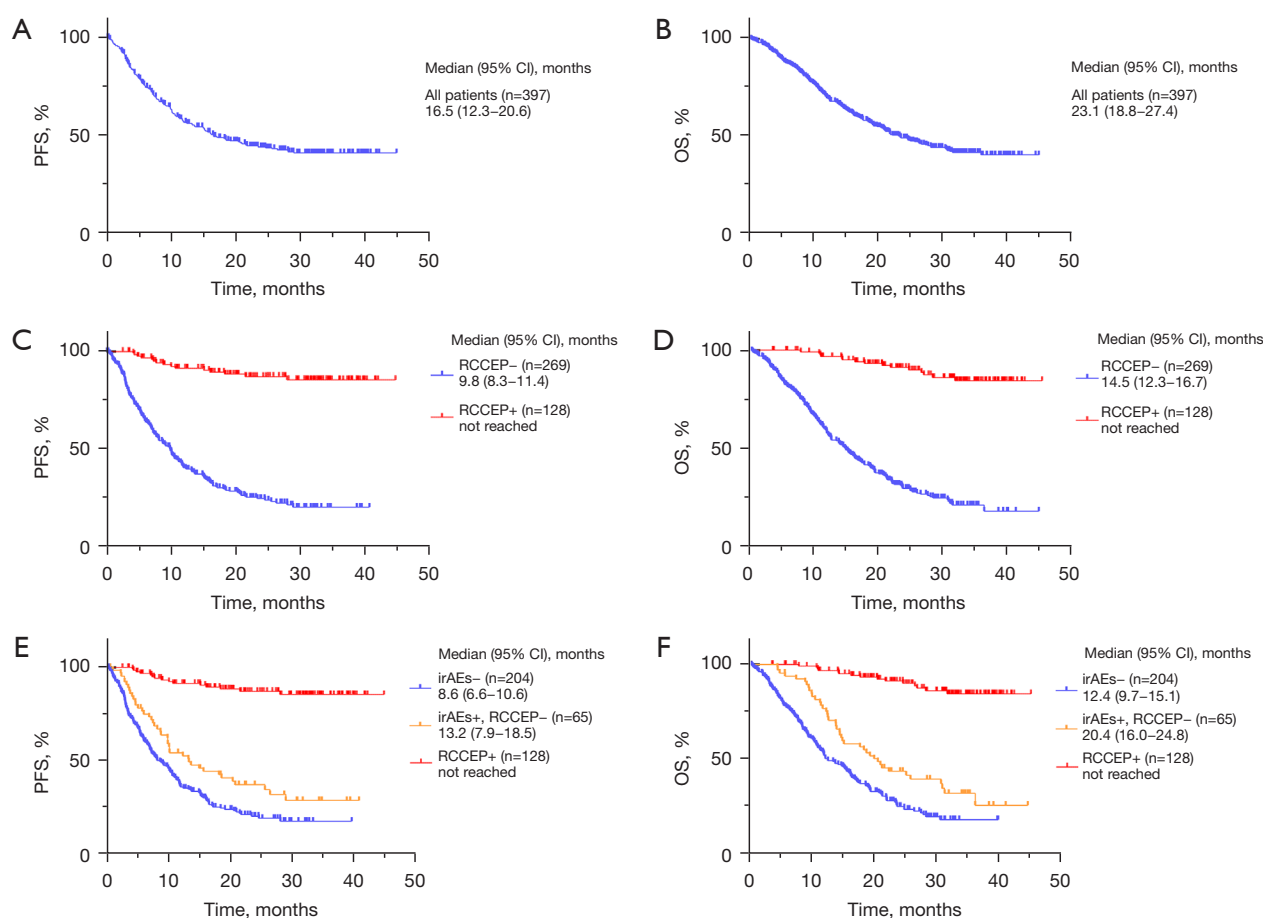 A
PFS, %
100
50
0
0 10 20 30 40 50
Time, months
Median (95% CI), months
All patients (n=397)
16.5 (12.3–20.6)
B
OS, %
100
50
0
0 10 20 30 40 50
Time, months
Median (95% CI), months
All patients (n=397)
23.1 (18.8–27.4)
C
PFS, %
100
50
0
0 10 20 30 40 50
Time, months
Median (95% CI), months
RCCEP− (n=269)
9.8 (8.3–11.4)
RCCEP+ (n=128)
not reached
D
OS, %
100
50
0
0 10 20 30 40 50
Time, months
Median (95% CI), months
RCCEP− (n=269)
14.5 (12.3–16.7)
RCCEP+ (n=128)
not reached
E
PFS, %
100
50
0
0 10 20 30 40 50
Time, months
Median (95% CI), months
irAEs− (n=204)
8.6 (6.6–10.6)
irAEs+, RCCEP− (n=65)
13.2 (7.9–18.5)
RCCEP+ (n=128)
not reached
F
OS, %
100
50
0
0 10 20 30 40 50
Time, months
Median (95% CI), months
irAEs− (n=204)
12.4 (9.7–15.1)
irAEs+, RCCEP− (n=65)
20.4 (16.0–24.8)
RCCEP+ (n=128)
not reached